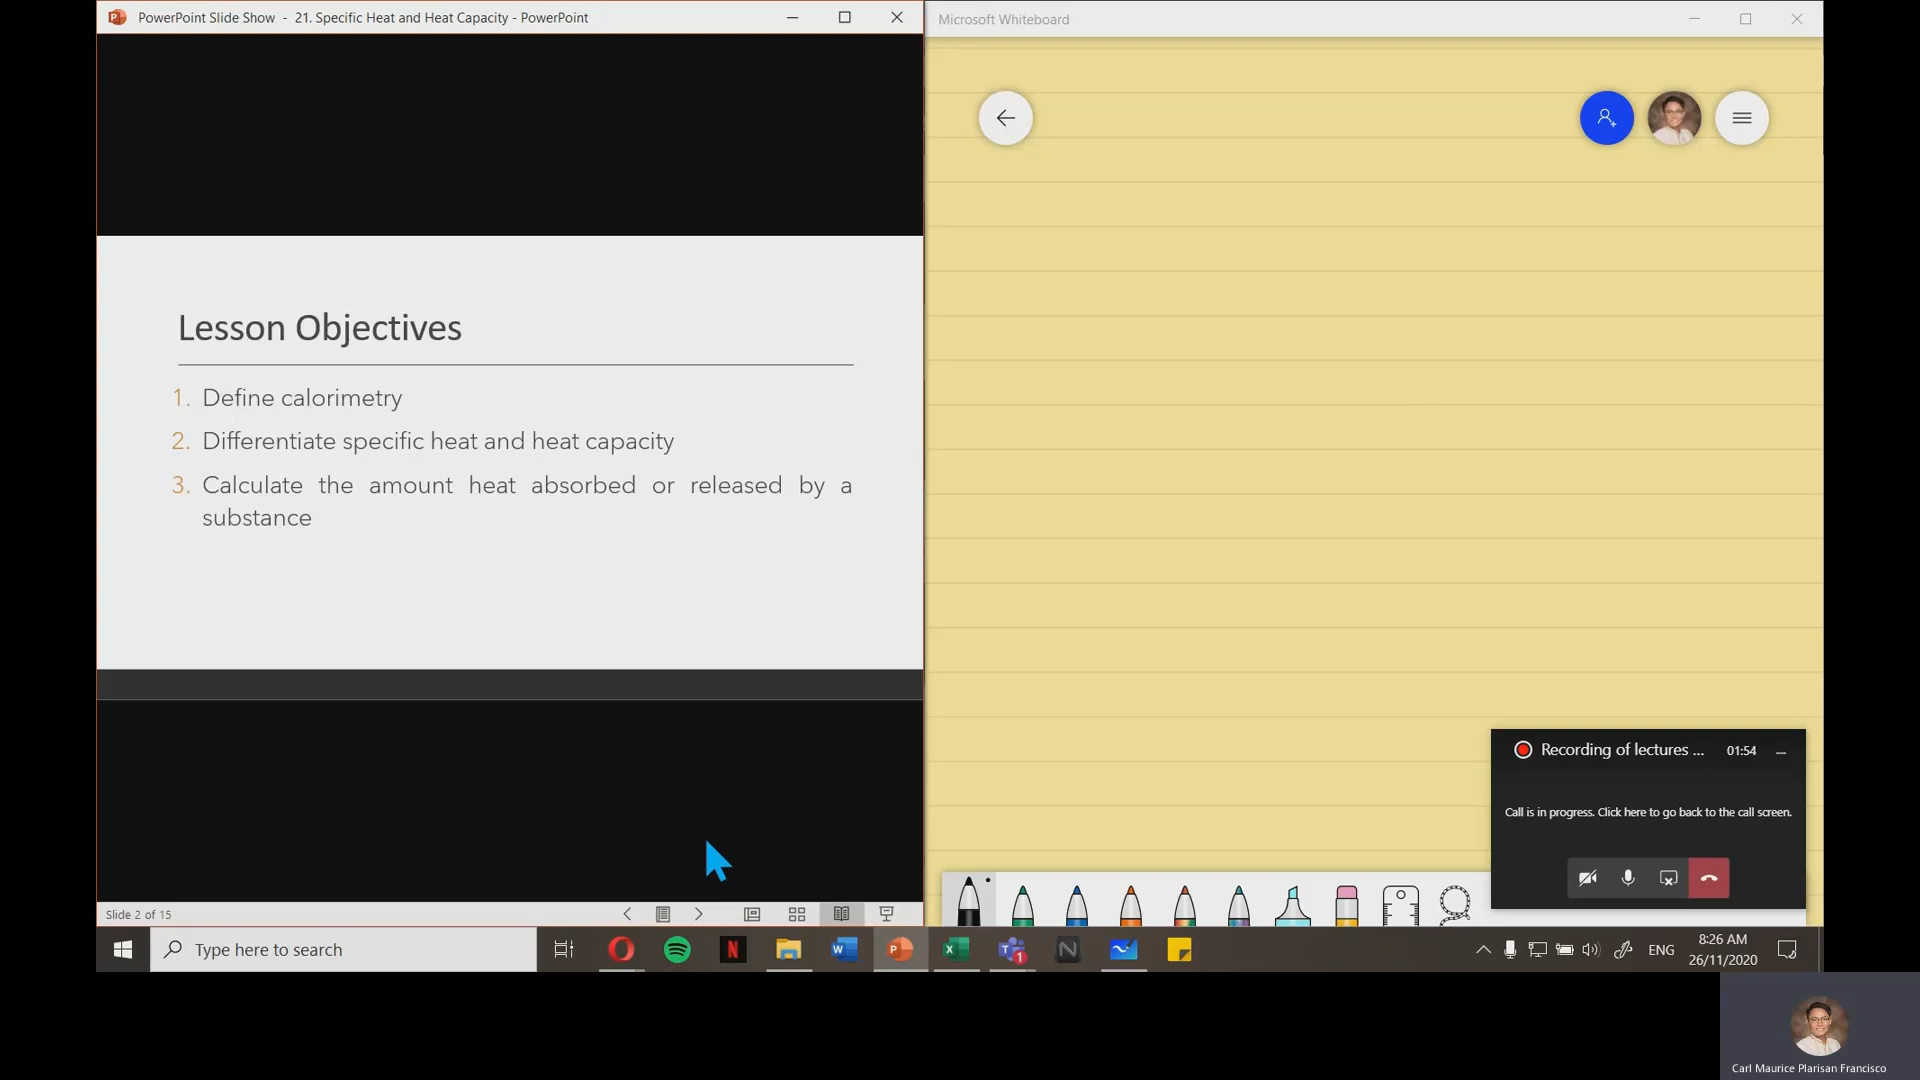 PowerPoint Slide Show - 21. Specific Heat and Heat Capacity - PowerPoint
Microsoft Whiteboard
Lesson Objectives
1. Define calorimetry
2. Differentiate specific heat and heat capacity
3. Calculate the amount heat absorbed or released by a
substance
Recording of lectures ... 01:54
Call is in progress. Click here to go back to the call screen.
Slide 2 of 15
Type here to search
ENG
8:26 AM
26/11/2020
Carl Maurice Plarisan Francisco